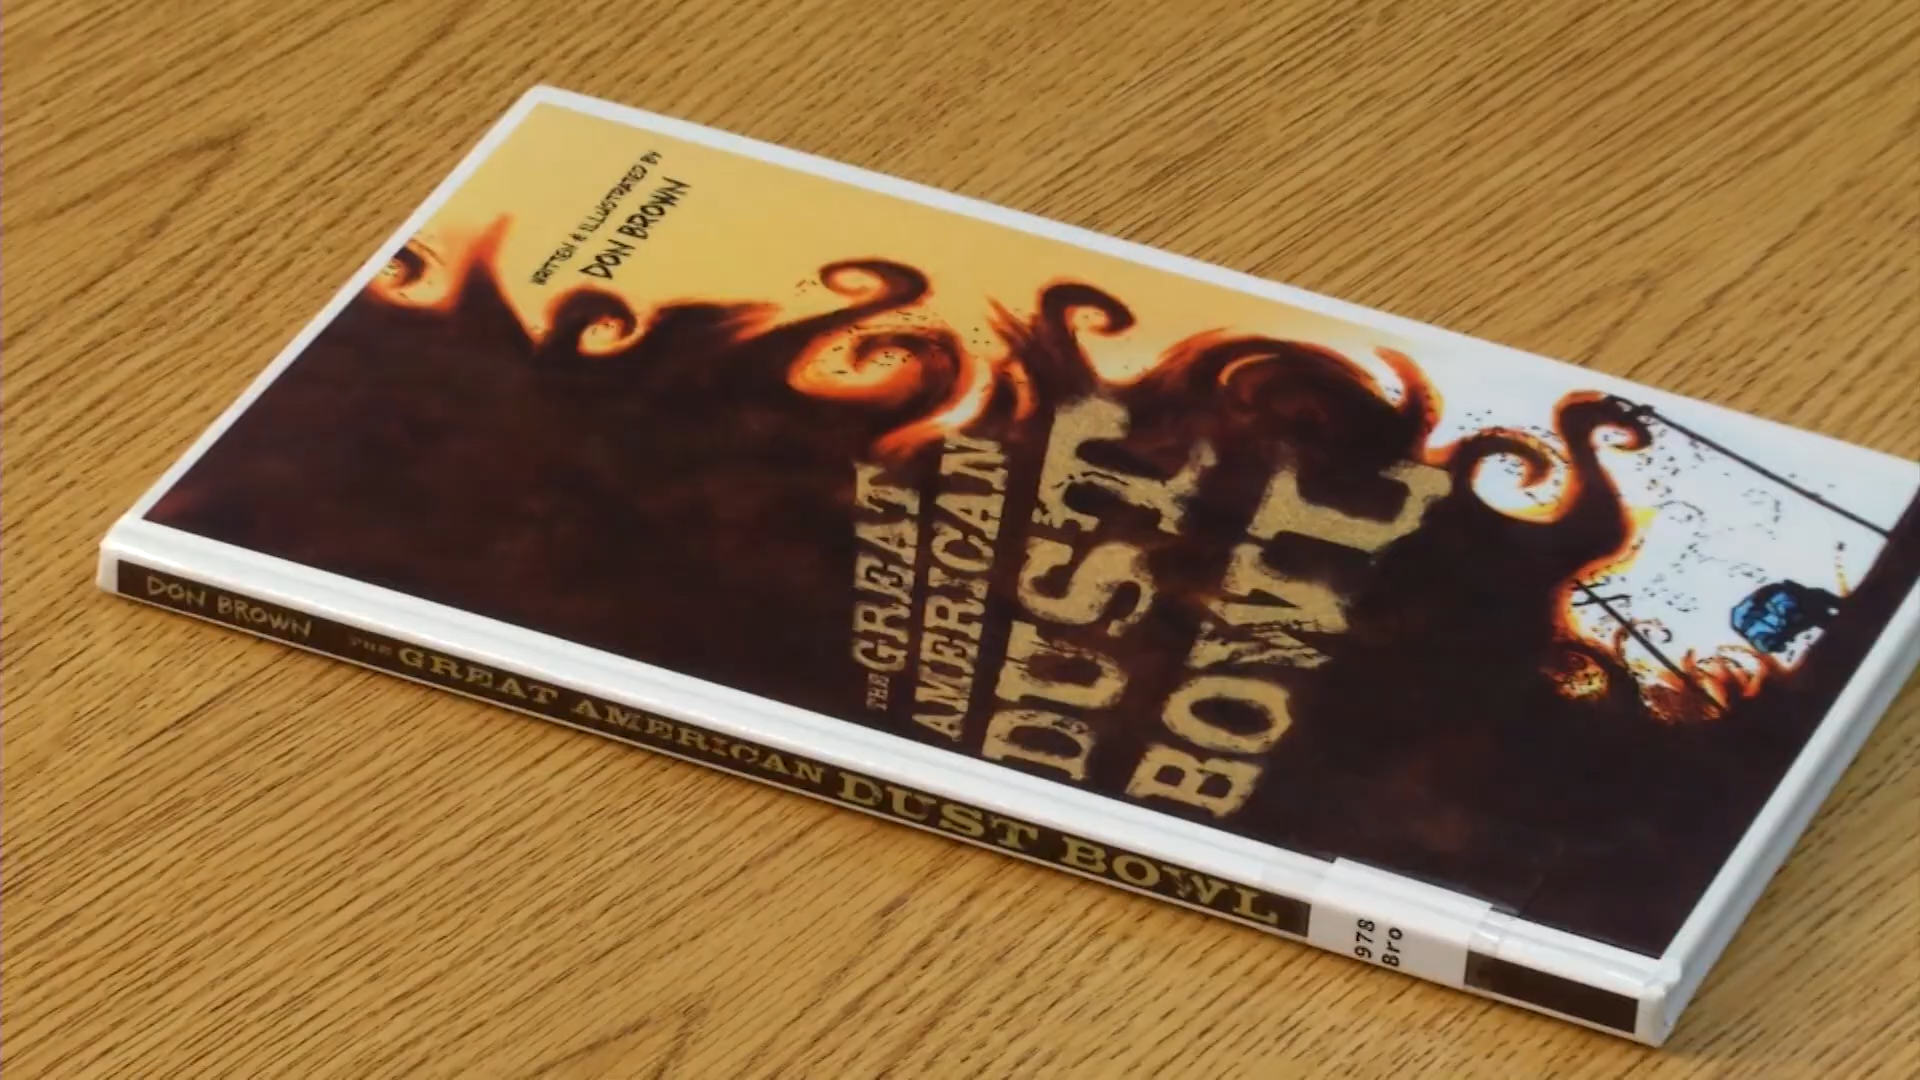 WRITTEN & ILLUSTRATED BY
DON BROWN
THE GREAT
AMERICAN
DUST
BOWL
DON BROWN THE GREAT AMERICAN DUST BOWL
978
Bro